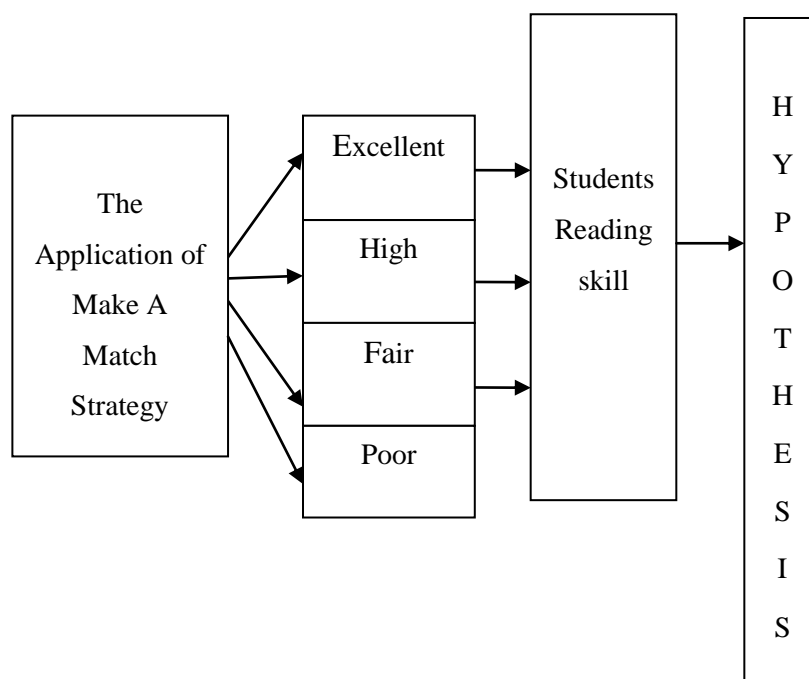 The
Application of
Make A
Match
Strategy
Excellent
High
Fair
Poor
Students
Reading
skill
H
Y
P
O
T
H
E
S
I
S